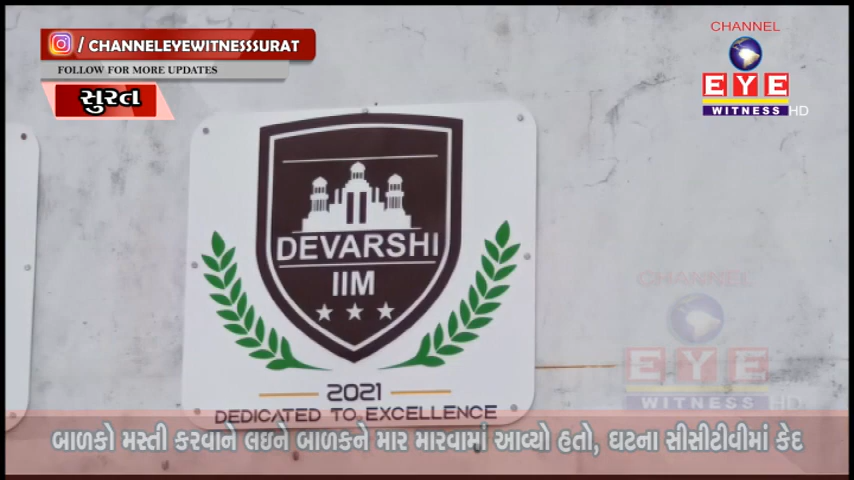 / CHANNELEYEWITNESSSURAT
FOLLOW FOR MORE UPDATES
સુરત
CHANNEL
EYE
WITNESS HD
DEVARSHI
IIM
2021
DEDICATED TO EXCELLENCE
CHANNEL
EYE
WITNESS HD
બાળકો મસ્તી કરવાને લઇને બાળકને માર મારવામાં આવ્યો હતો, ઘટના સીસીટીવીમાં કેદ